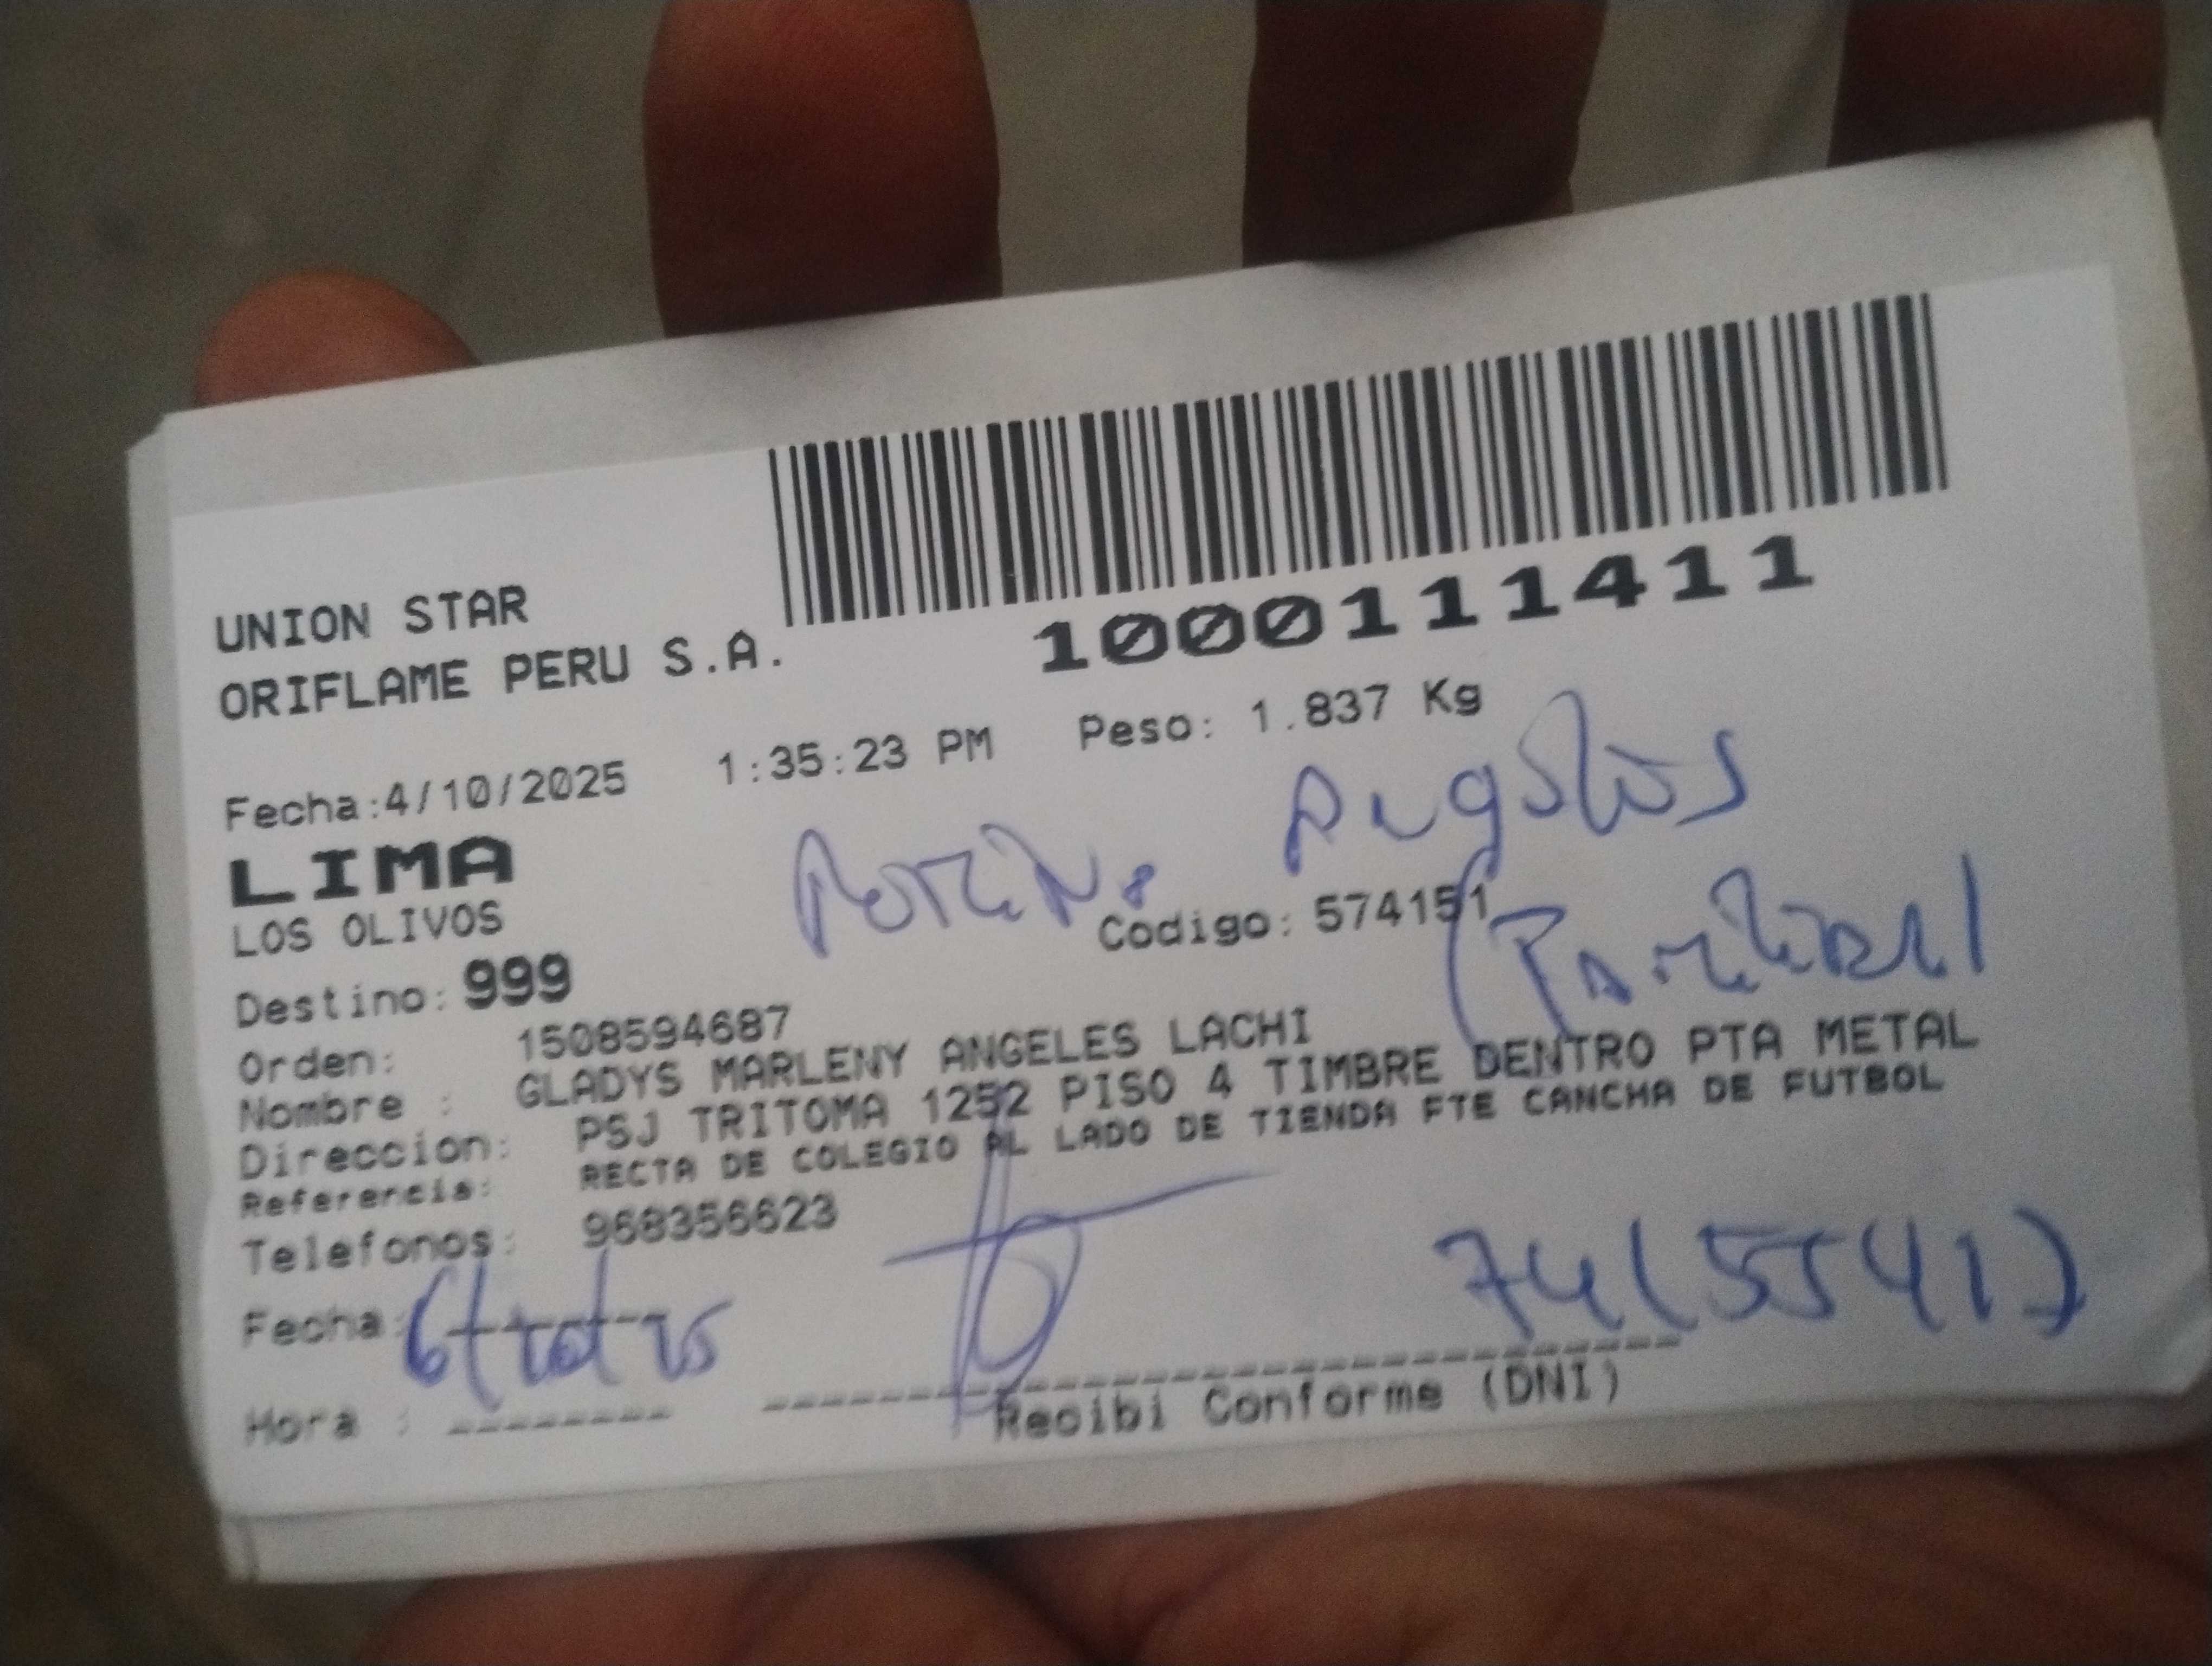 UNION STAR
ORIFLAME PERU S.A.
1000111411
Fecha:4/10/2025 1:35:23 PM Peso: 1.837 Kg
LIMA
LOS OLIVOS
Codigo: 574151
Destino: 999
Orden: 1508594687
Nombre : GLADYS MARLENY ANGELES LACHI
Direccion: PSJ TRITOMA 1252 PISO 4 TIMBRE DENTRO PTA METAL
Referencia: RECTA DE COLEGIO AL LADO DE TIENDA FTE CANCHA DE FUTBOL
Telefonos: 968356623
Fecha: 6/10/25
Hora :
Recibi Conforme (DNI)